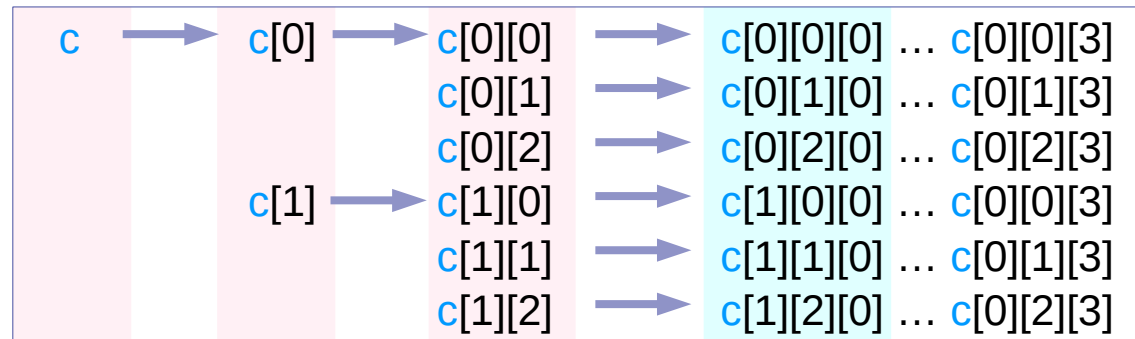 c c[0] c[0][0] c[0][0][0] … c[0][0][3]
c[0][1] c[0][1][0] … c[0][1][3]
c[0][2] c[0][2][0] … c[0][2][3]
c[1] c[1][0] c[1][0][0] … c[0][0][3]
c[1][1] c[1][1][0] … c[0][1][3]
c[1][2] c[1][2][0] … c[0][2][3]